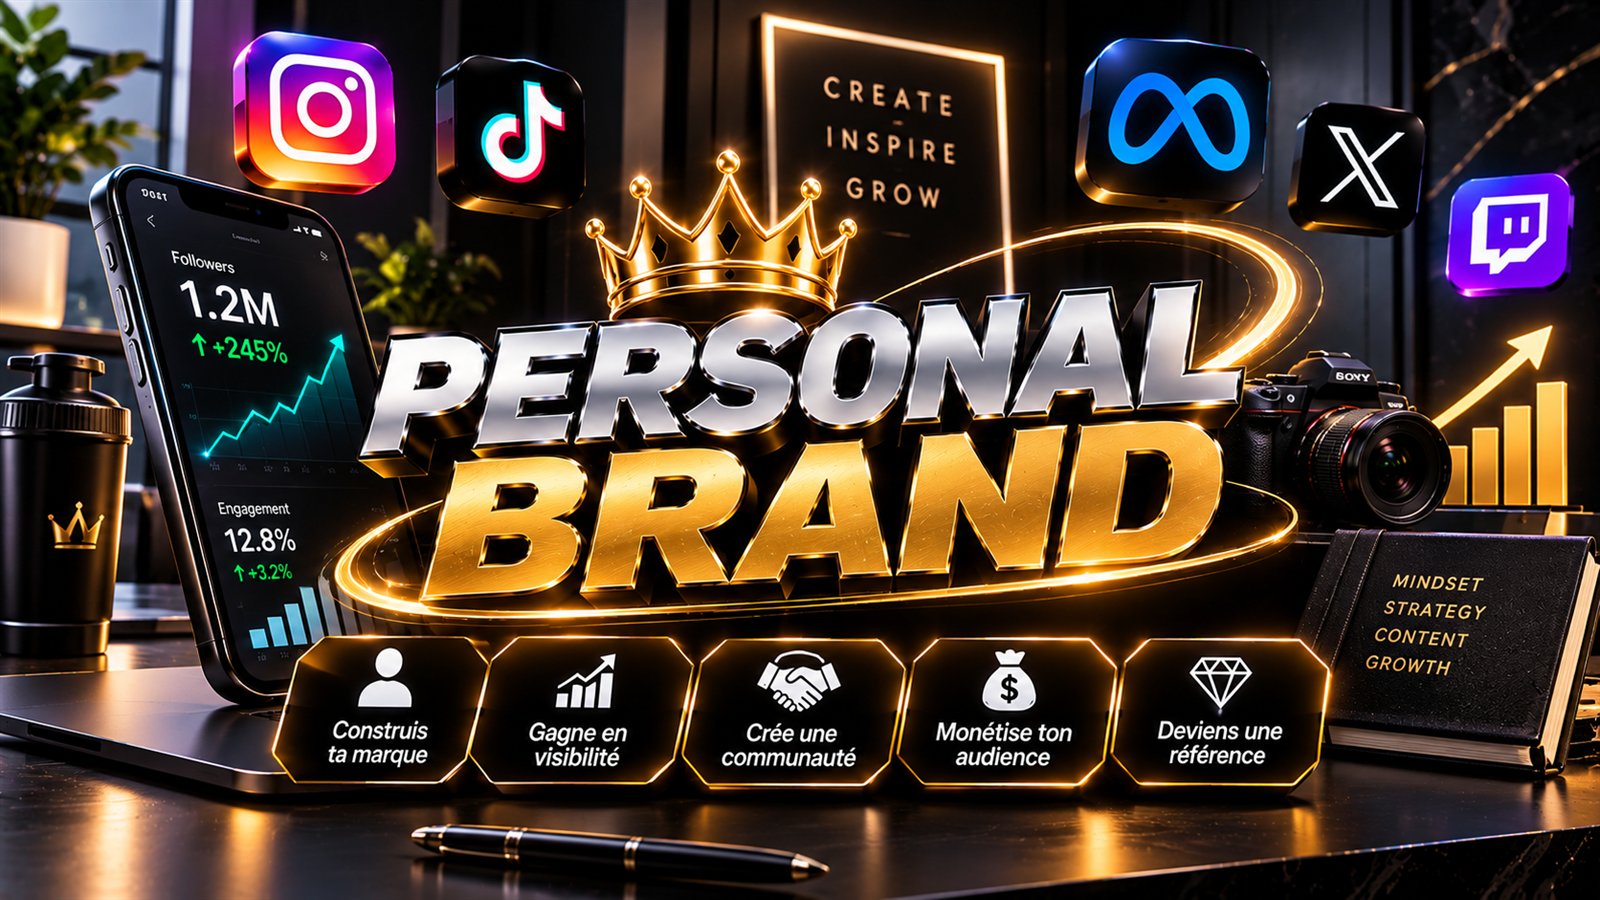 CREATE
INSPIRE
GROW
Followers
1.2M
+245%
Engagement
12.8%
+3.2%
PERSONAL
BRAND
SONY
MINDSET
STRATEGY
CONTENT
GROWTH
Construis
ta marque
Gagne en
visibilité
Crée une
communauté
Monétise ton
audience
Deviens une
référence